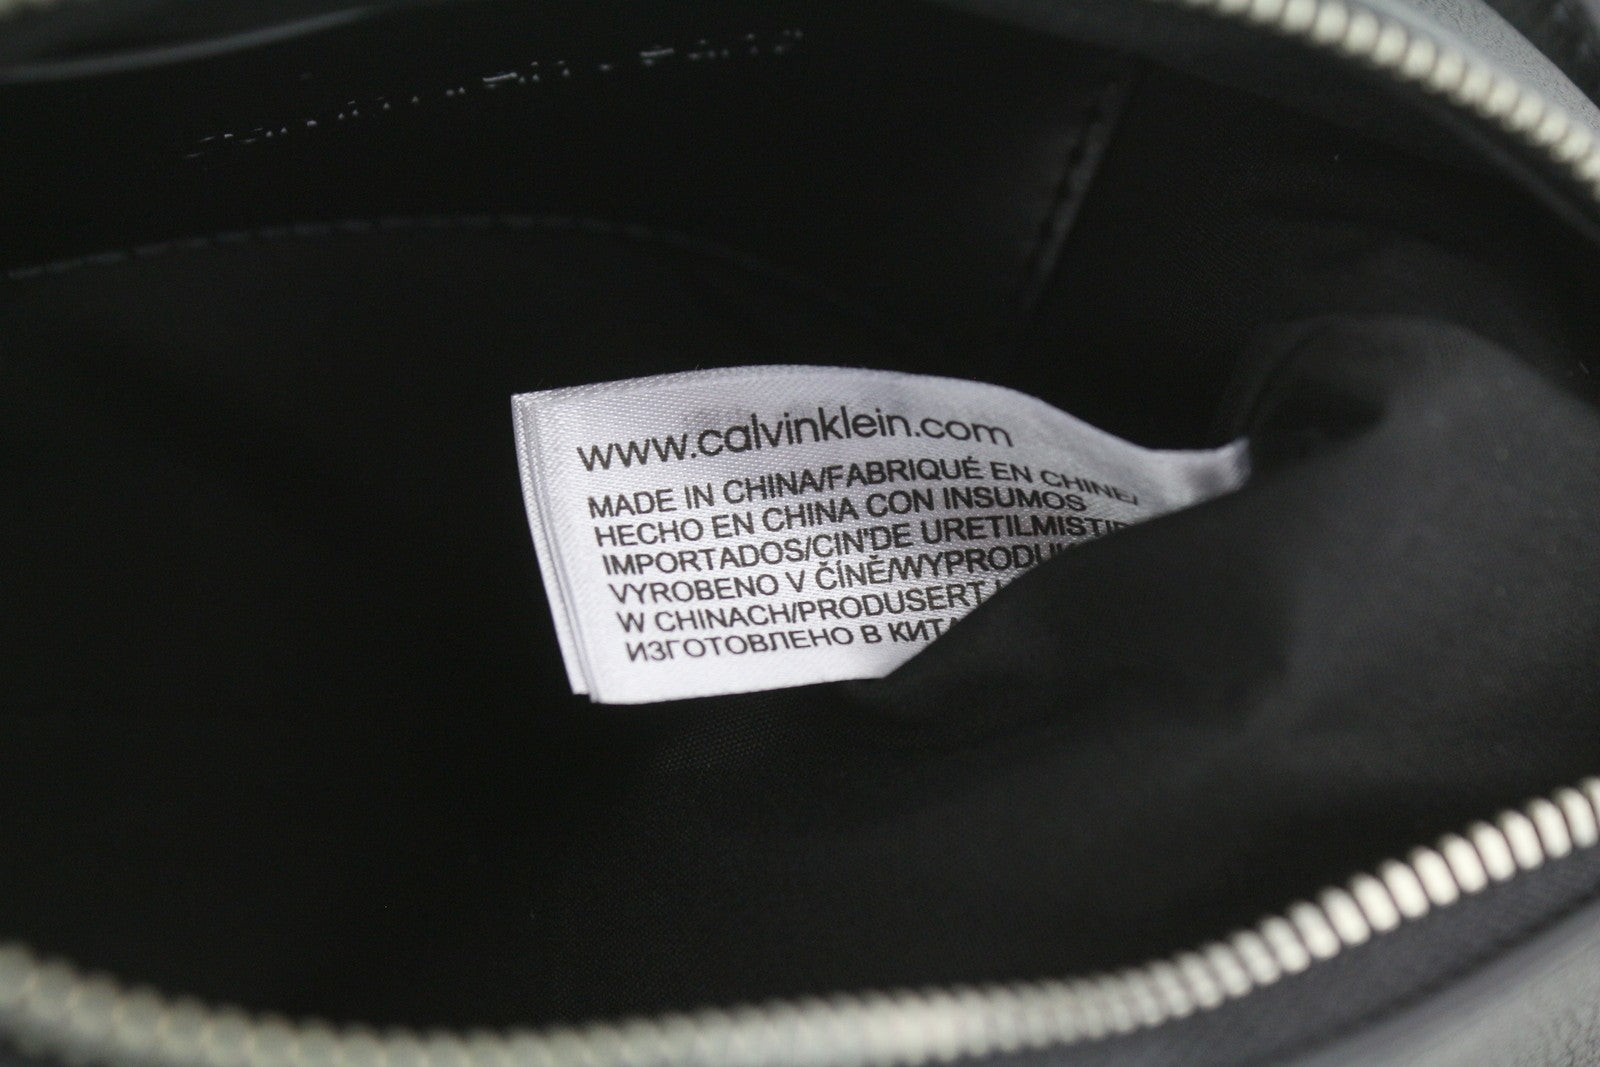 www.calvinklein.com
MADE IN CHINA/FABRIQUÉ EN CHINE/
HECHO EN CHINA CON INSUMOS
IMPORTADOS/CIN'DE URETILMISTIR
VYROBENO V ČÍNĚ/WYPRODU
W CHINACH/PRODUSERT
ИЗГОТОВЛЕНО В КИТА